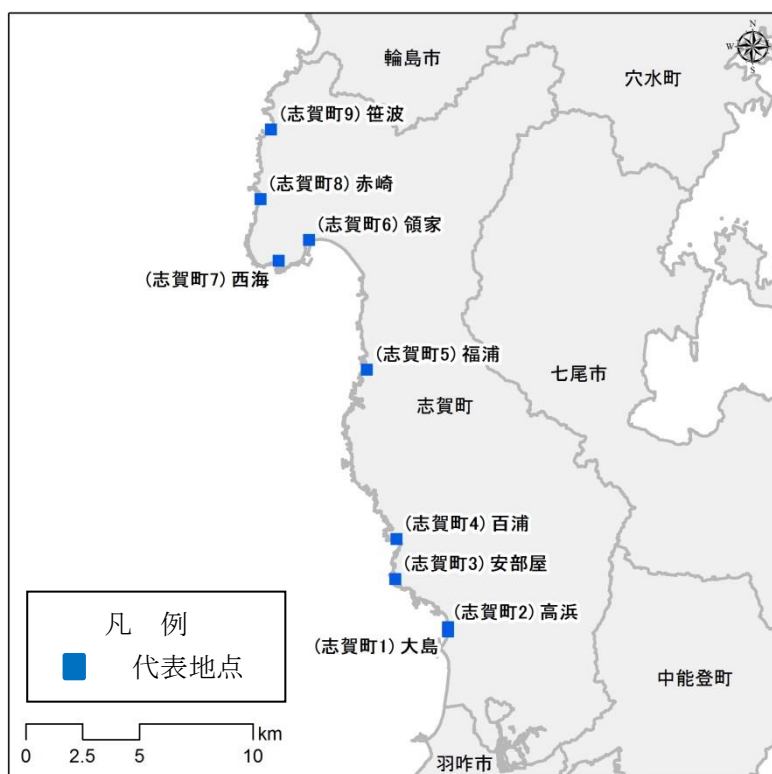 N
W
S
輪島市
穴水町
(志賀町9) 笹波
(志賀町8) 赤崎
(志賀町6) 領家
(志賀町7) 西海
(志賀町5) 福浦
七尾市
志賀町
(志賀町4) 百浦
(志賀町3) 安部屋
(志賀町2) 高浜
(志賀町1) 大島
中能登町
羽咋市
凡 例
代表地点
km
0 2.5 5 10